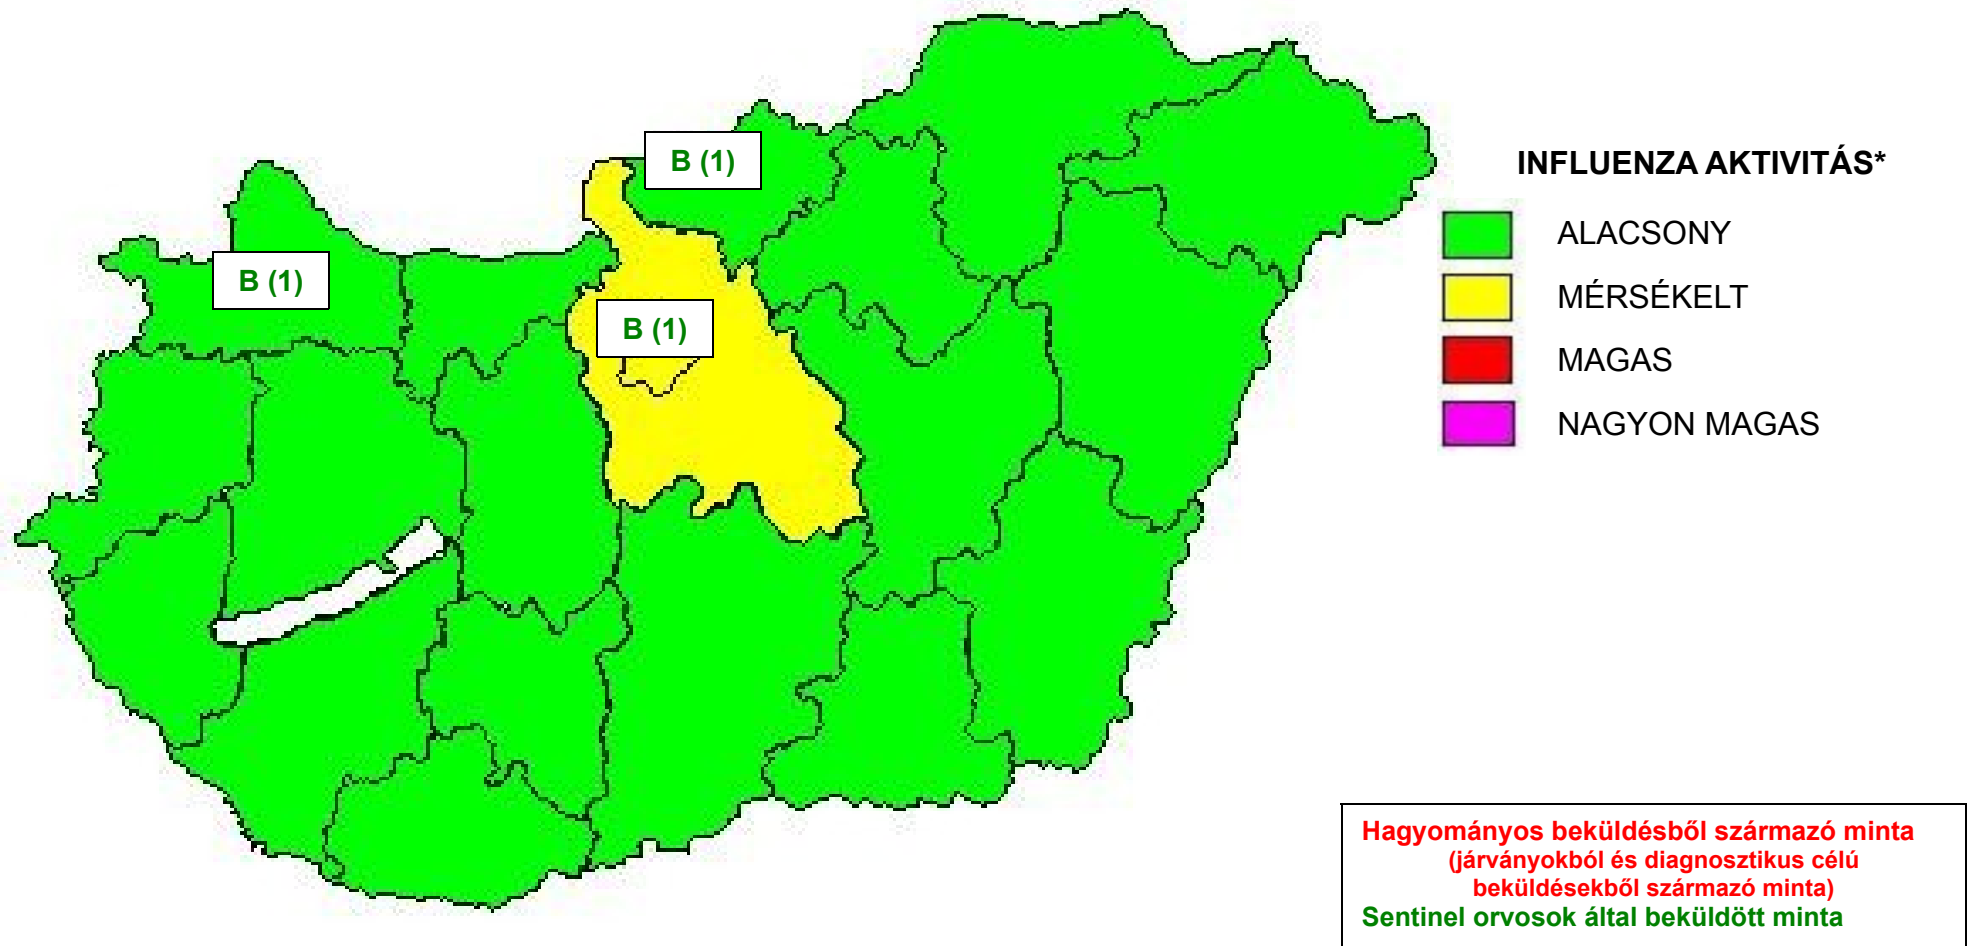 B (1)
B (1)
B (1)
INFLUENZA AKTIVITÁS*
ALACSONY
MÉRSÉKELT
MAGAS
NAGYON MAGAS
Hagyományos beküldésből származó minta
(járványokból és diagnosztikus célú
beküldésekből származó minta)
Sentinel orvosok által beküldött minta